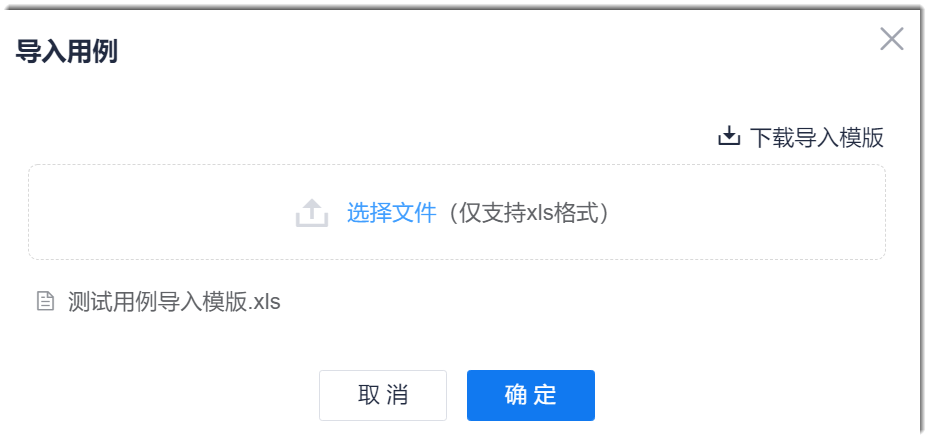 导入用例
下载导入模版
选择文件（仅支持xls格式）
测试用例导入模版.xls
取 消
确 定